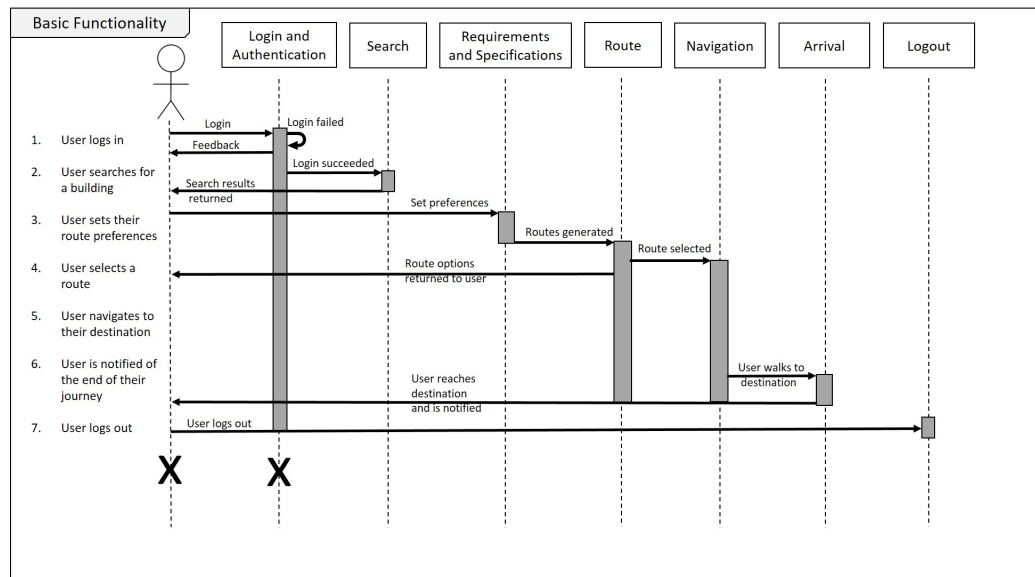 Basic Functionality
Login and
Authentication
Search
Requirements
and Specifications
Route
Navigation
Arrival
Logout
1. User logs in
Login
Login failed
Feedback
2. User searches for
a building
Login succeeded
Search results
returned
3. User sets their
route preferences
Set preferences
Routes generated
Route selected
4. User selects a
route
Route options
returned to user
5. User navigates to
their destination
6. User is notified of
the end of their
journey
User walks to
destination
User reaches
destination
and is notified
7. User logs out
User logs out
X
X